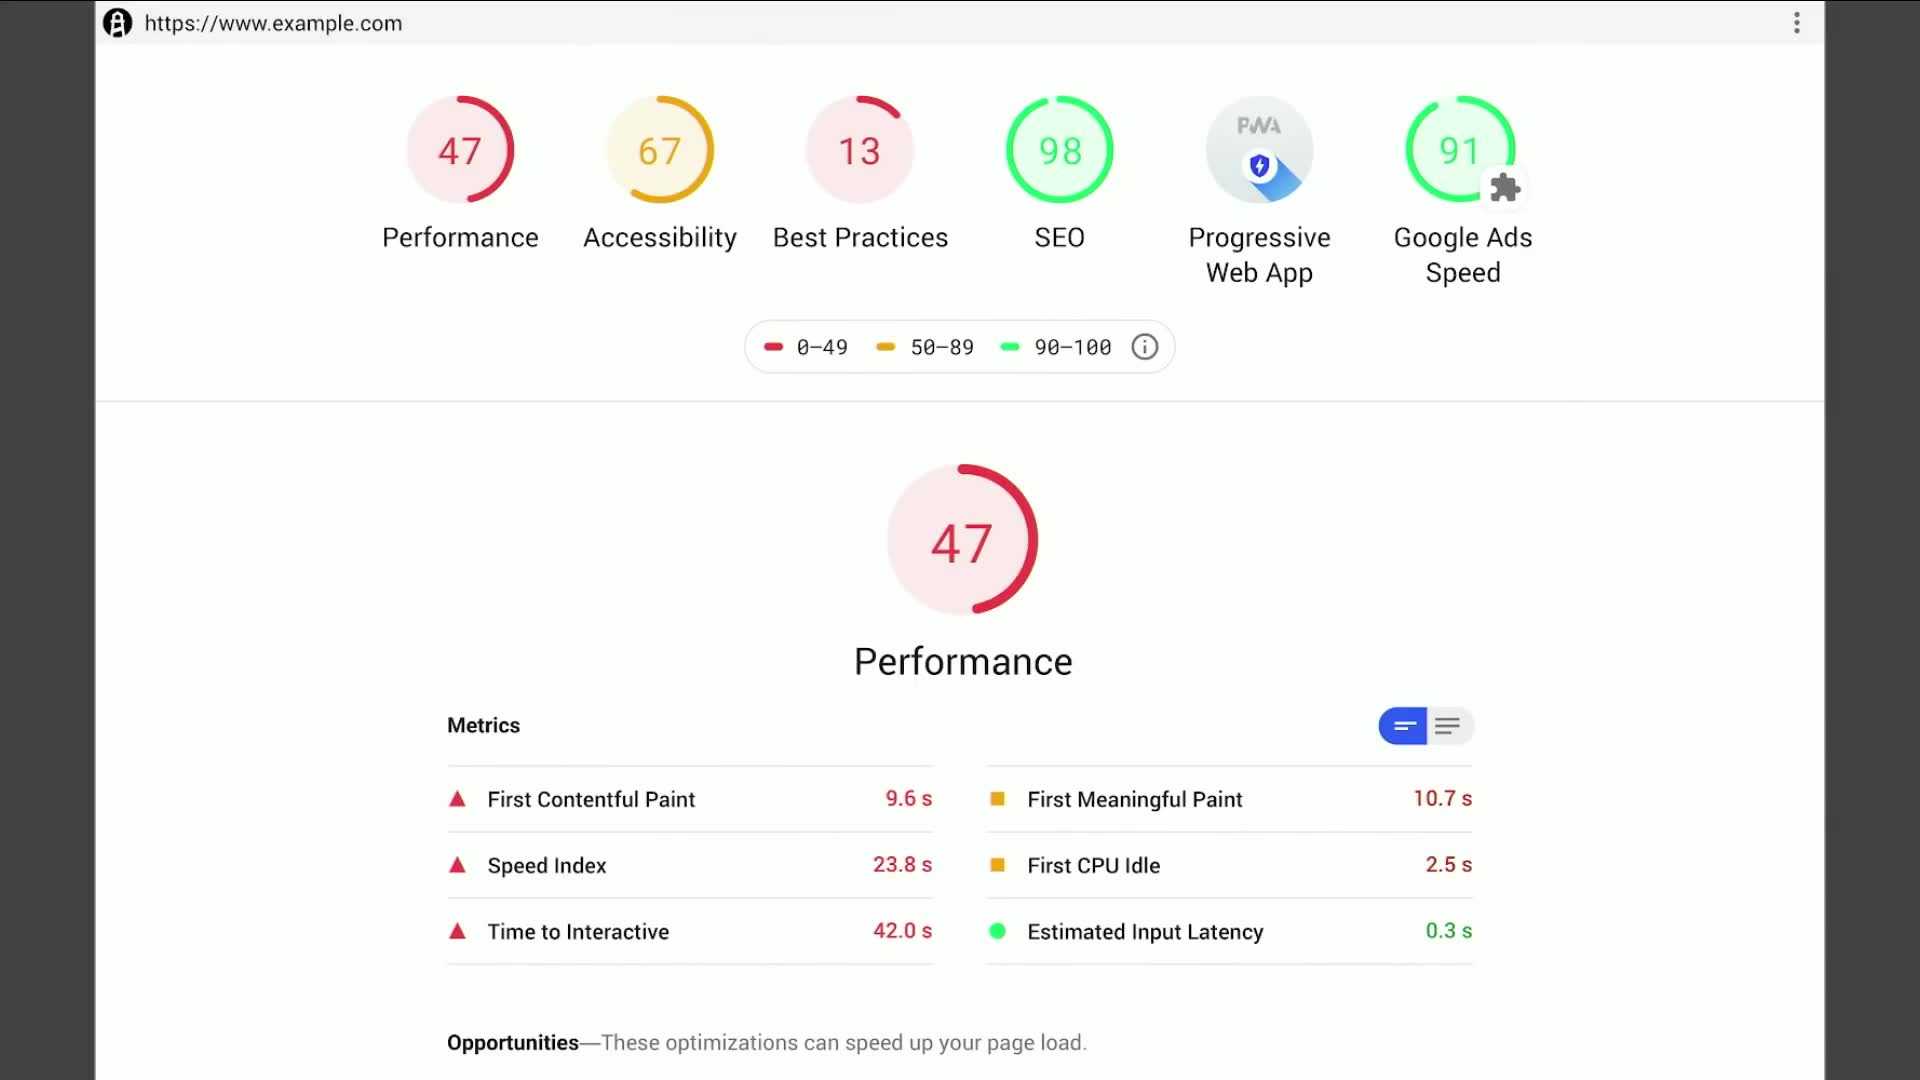 https://www.example.com
47
67
13
98
PWA
91
Performance
Accessibility
Best Practices
SEO
Progressive
Web App
Google Ads
Speed
0–49
50–89
90–100
47
Performance
Metrics
First Contentful Paint 9.6 s
First Meaningful Paint 10.7 s
Speed Index 23.8 s
First CPU Idle 2.5 s
Time to Interactive 42.0 s
Estimated Input Latency 0.3 s
Opportunities—These optimizations can speed up your page load.